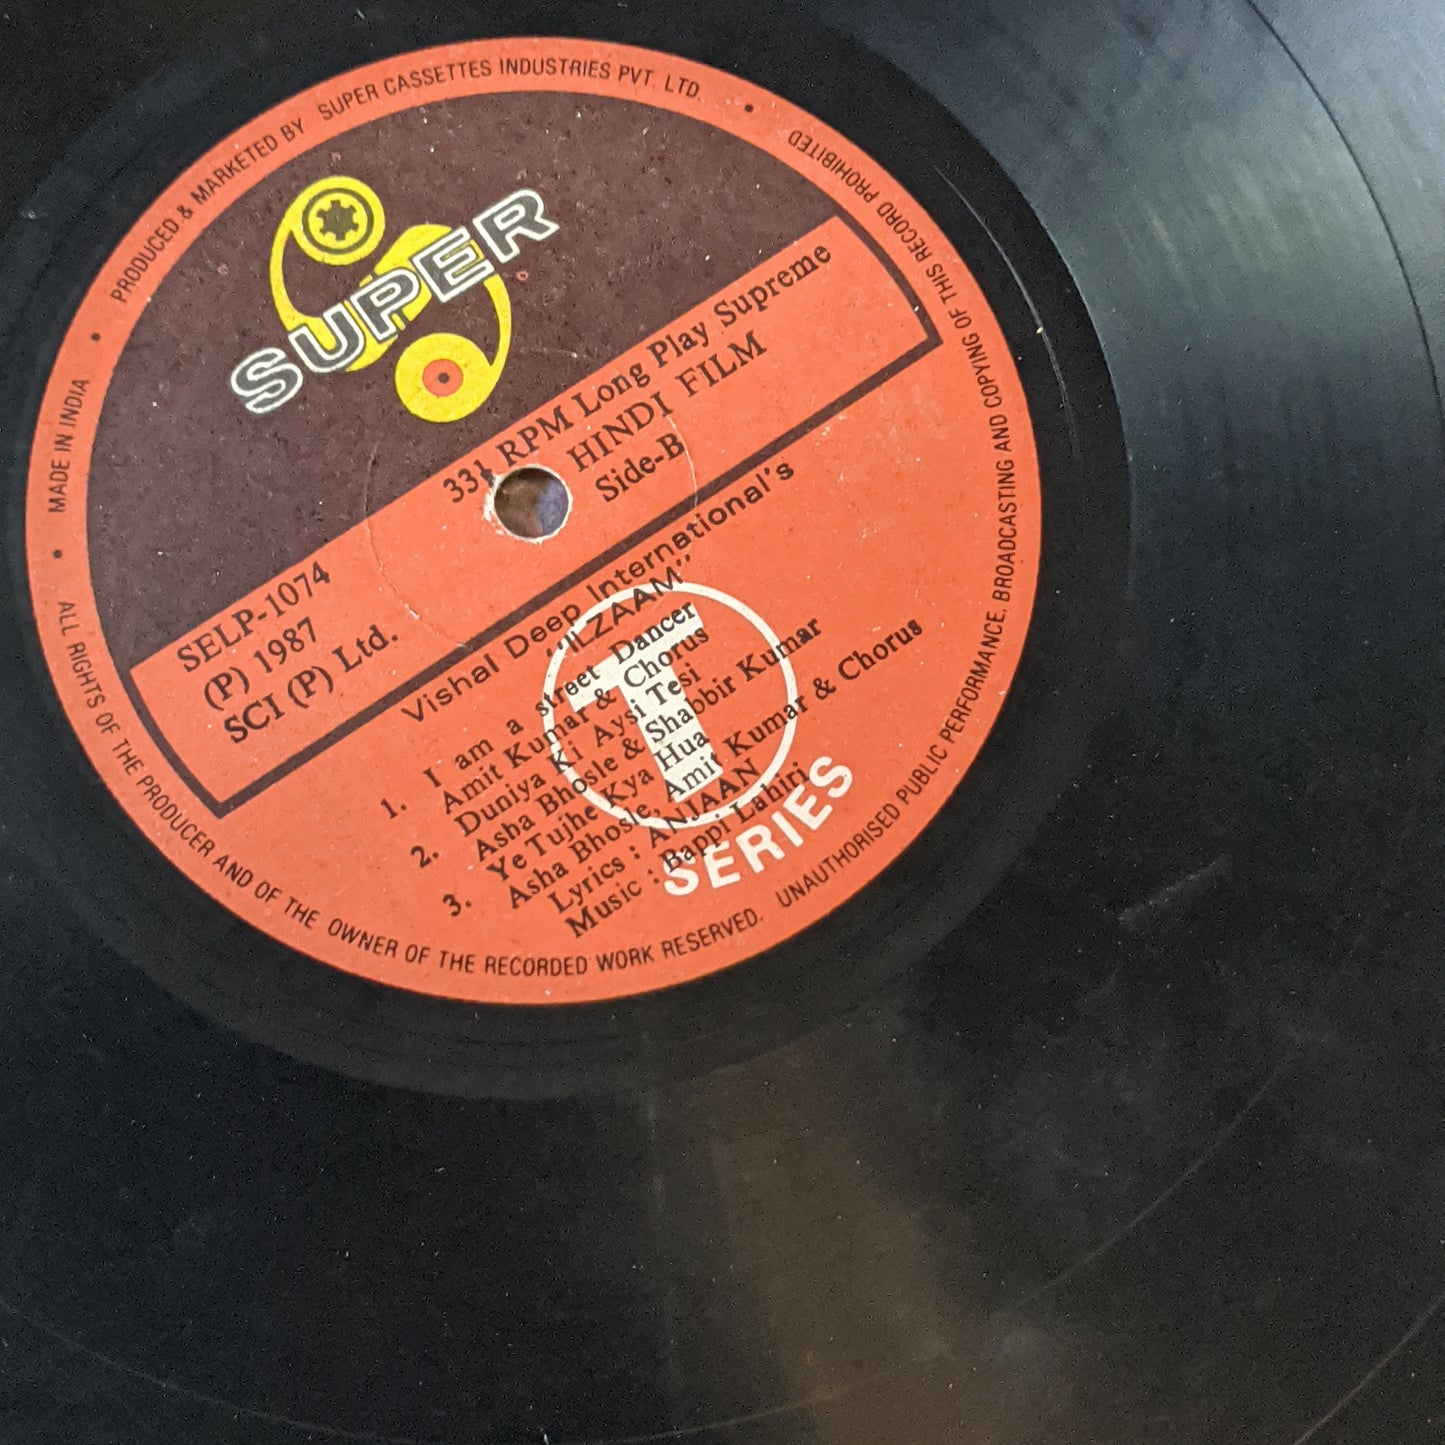 PRODUCED & MARKETED BY SUPER CASSETTES INDUSTRIES PVT. LTD.
SUPER
33⅓ RPM Long Play Supreme
HINDI FILM
Side-B
SELP-1074
(P) 1987
SCI (P) Ltd.
Vishal Deep International's
"ILZAAM"
1. I am a street Dancer
Amit Kumar & Chorus
2. Duniya Ki Aysi Tesi
Asha Bhosle & Shabbir Kumar
3. Ye Tujhe Kya Hua
Asha Bhosle, Amit Kumar & Chorus
Lyrics : ANJAAN
Music : Bappi Lahiri
T
SERIES
MADE IN INDIA
ALL RIGHTS OF THE PRODUCER AND OF THE OWNER OF THE RECORDED WORK RESERVED. UNAUTHORISED PUBLIC PERFORMANCE, BROADCASTING AND COPYING OF THIS RECORD PROHIBITED